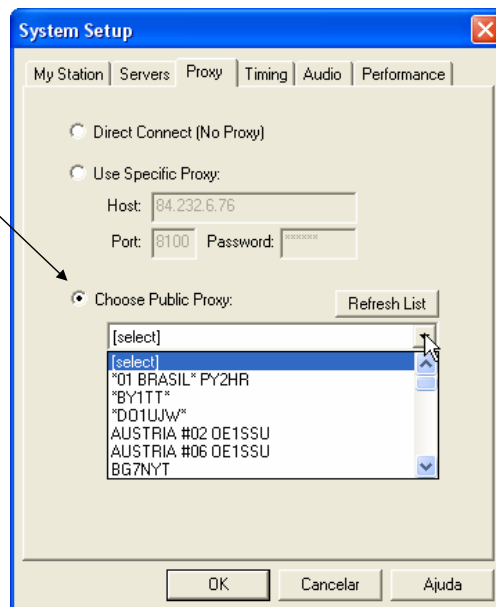 System Setup
My Station Servers Proxy Timing Audio Performance
Direct Connect (No Proxy)
Use Specific Proxy:
Host: 84.232.6.76
Port: 8100 Password: ******
Choose Public Proxy: Refresh List
[select]
[select]
*01 BRASIL* PY2HR
*BY1TT*
*DO1UJW*
AUSTRIA #02 OE1SSU
AUSTRIA #06 OE1SSU
BG7NYT
OK Cancelar Ajuda